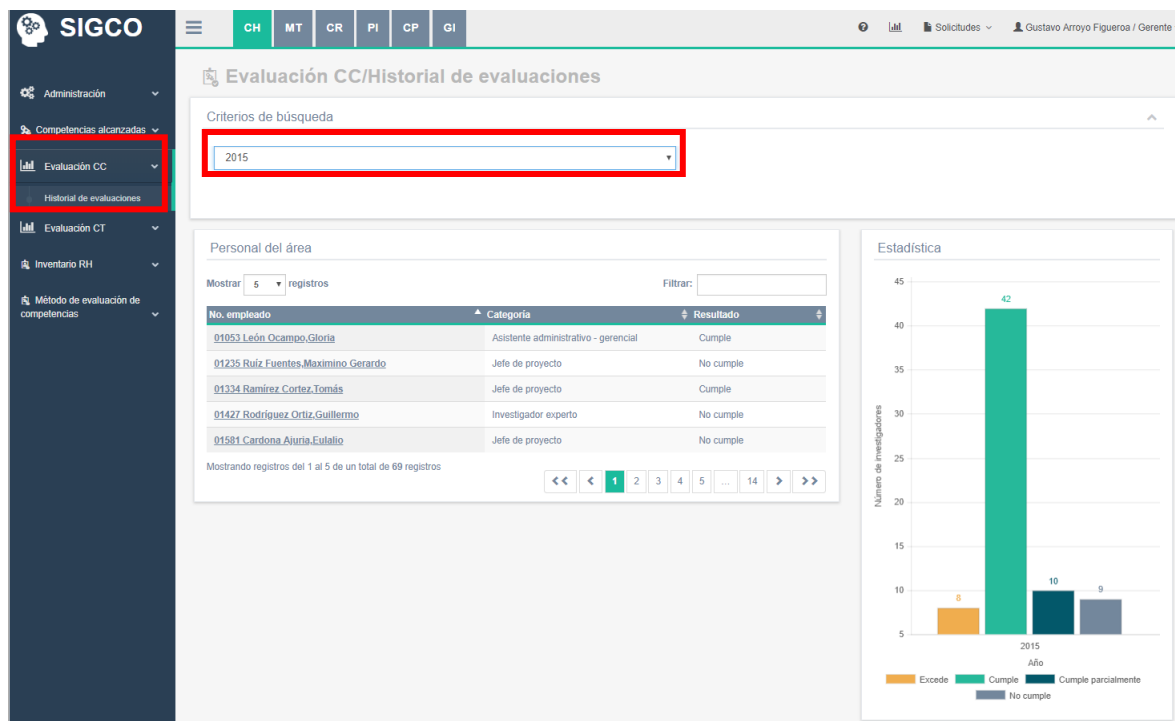 SIGCO
CH MT CR PI CP GI
Solicitudes
Gustavo Arroyo Figueroa / Gerente
Administración
Competencias alcanzadas
Evaluación CC
Historial de evaluaciones
Evaluación CT
Inventario RH
Método de evaluación de
competencias
Evaluación CC/Historial de evaluaciones
Criterios de búsqueda
2015
Personal del área
Mostrar 5 registros
Filtrar:
No. empleado Categoría Resultado
01053 León Ocampo,Gloria Asistente administrativo - gerencial Cumple
01235 Ruíz Fuentes,Maximino Gerardo Jefe de proyecto No cumple
01334 Ramírez Cortez,Tomás Jefe de proyecto Cumple
01427 Rodríguez Ortíz,Guillermo Investigador experto No cumple
01581 Cardona Ajuria,Eulalio Jefe de proyecto No cumple
Mostrando registros del 1 al 5 de un total de 69 registros
<< < 1 2 3 4 5 ... 14 > >>
Estadística
45
40
35
30
25
20
15
10
5
Número de investigadores
8
42
10
9
2015
Año
Excede Cumple Cumple parcialmente
No cumple